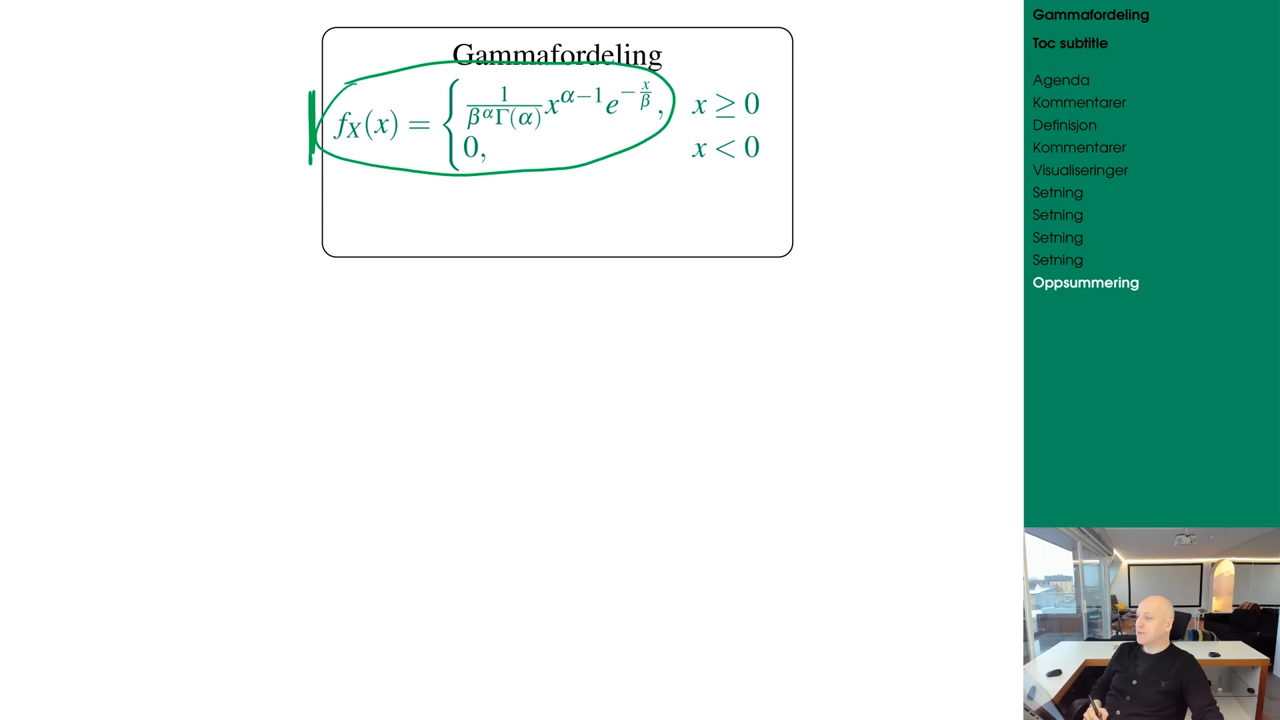 Gammafordeling
f_X(x) = { 1/(β^α Γ(α)) x^{α−1} e^{−x/β}, x ≥ 0
0, x < 0
Gammafordeling
Toc subtitle
Agenda
Kommentarer
Definisjon
Kommentarer
Visualiseringer
Setning
Setning
Setning
Setning
Oppsummering